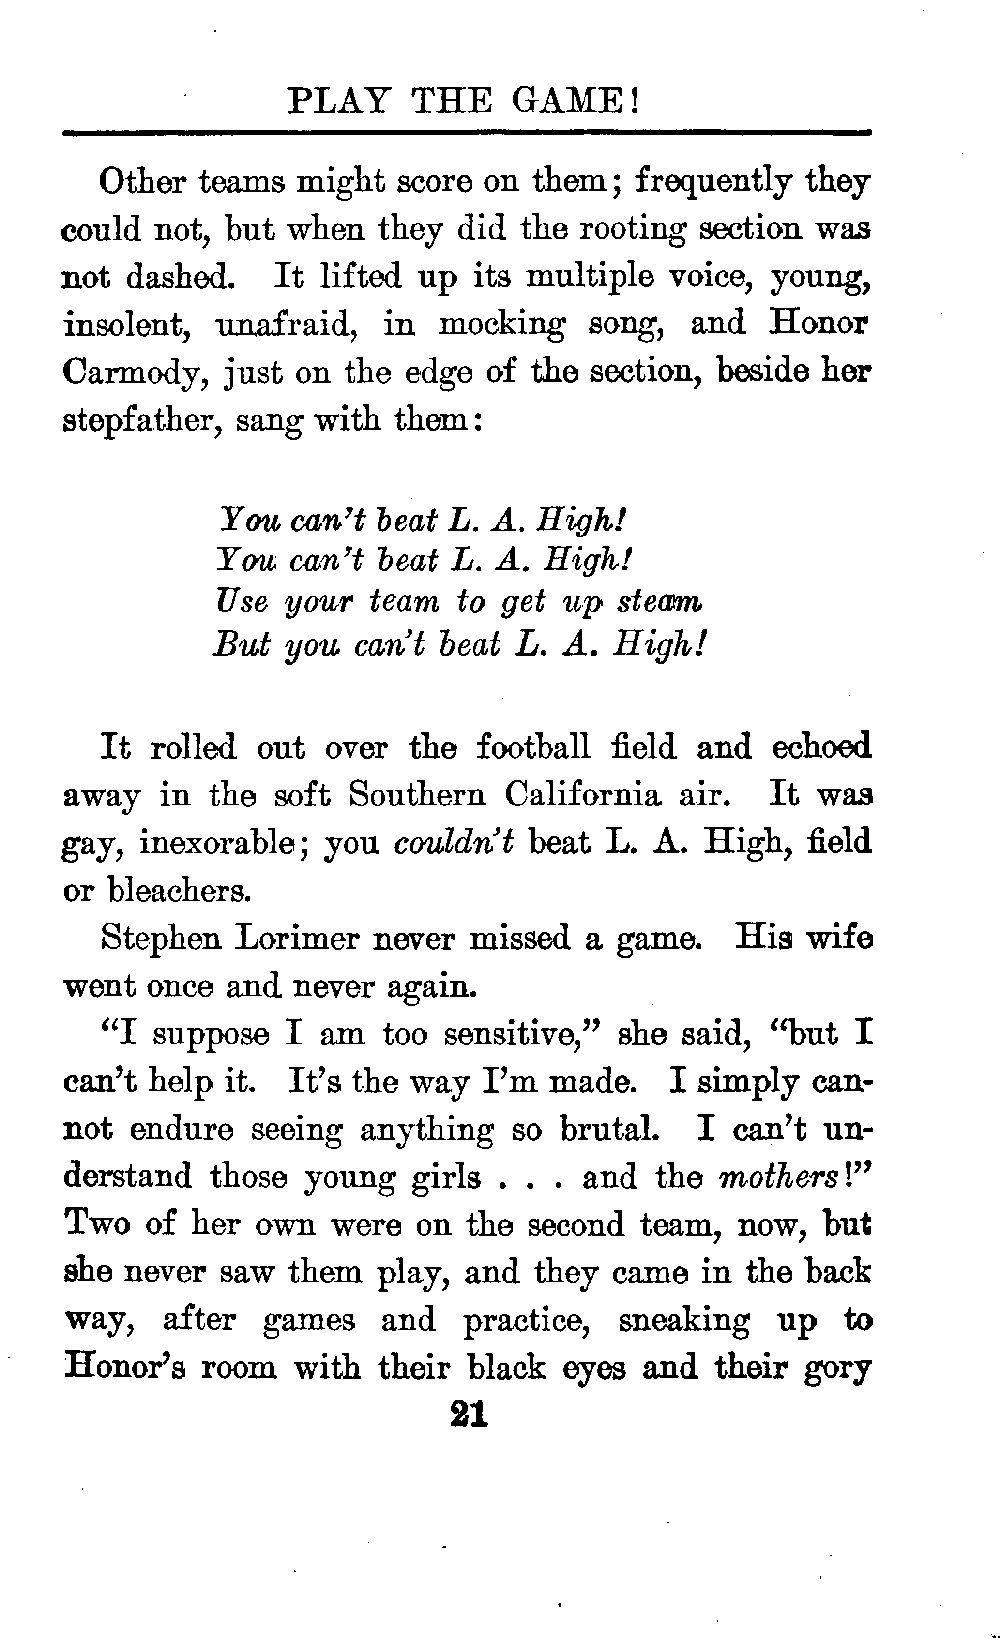 PLAY THE GAME!
Other teams might score on them; frequently they
could not, but when they did the rooting section was
not dashed. It lifted up its multiple voice, young,
insolent, unafraid, in mocking song, and Honor
Carmody, just on the edge of the section, beside her
stepfather, sang with them:
You can't beat L. A. High!
You can't beat L. A. High!
Use your team to get up steam
But you can't beat L. A. High!
It rolled out over the football field and echoed
away in the soft Southern California air. It was
gay, inexorable; you couldn't beat L. A. High, field
or bleachers.
Stephen Lorimer never missed a game. His wife
went once and never again.
"I suppose I am too sensitive," she said, "but I
can't help it. It's the way I'm made. I simply can-
not endure seeing anything so brutal. I can't un-
derstand those young girls . . . and the mothers!"
Two of her own were on the second team, now, but
she never saw them play, and they came in the back
way, after games and practice, sneaking up to
Honor's room with their black eyes and their gory
21